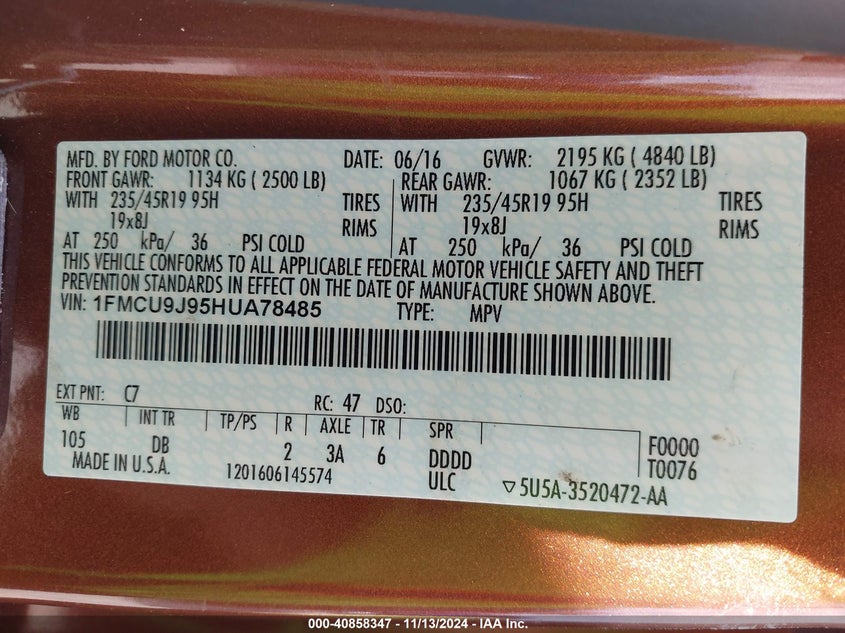 MFD. BY FORD MOTOR CO. DATE: 06/16 GVWR: 2195 KG ( 4840 LB)
FRONT GAWR: 1134 KG ( 2500 LB) REAR GAWR: 1067 KG ( 2352 LB)
WITH 235/45R19 95H TIRES WITH 235/45R19 95H TIRES
19x8J RIMS 19x8J RIMS
AT 250 kPa/ 36 PSI COLD AT 250 kPa/ 36 PSI COLD
THIS VEHICLE CONFORMS TO ALL APPLICABLE FEDERAL MOTOR VEHICLE SAFETY AND THEFT
PREVENTION STANDARDS IN EFFECT ON THE DATE OF MANUFACTURE SHOWN ABOVE.
VIN: 1FMCU9J95HUA78485 TYPE: MPV
EXT PNT: C7 RC: 47 DSO:
WB INT TR TP/PS R AXLE TR SPR
105 DB 2 3A 6 DDDD F0000
MADE IN U.S.A. 1201606145574 ULC T0076
▽5U5A-3520472-AA
000-40858347 - 11/13/2024 - IAA Inc.